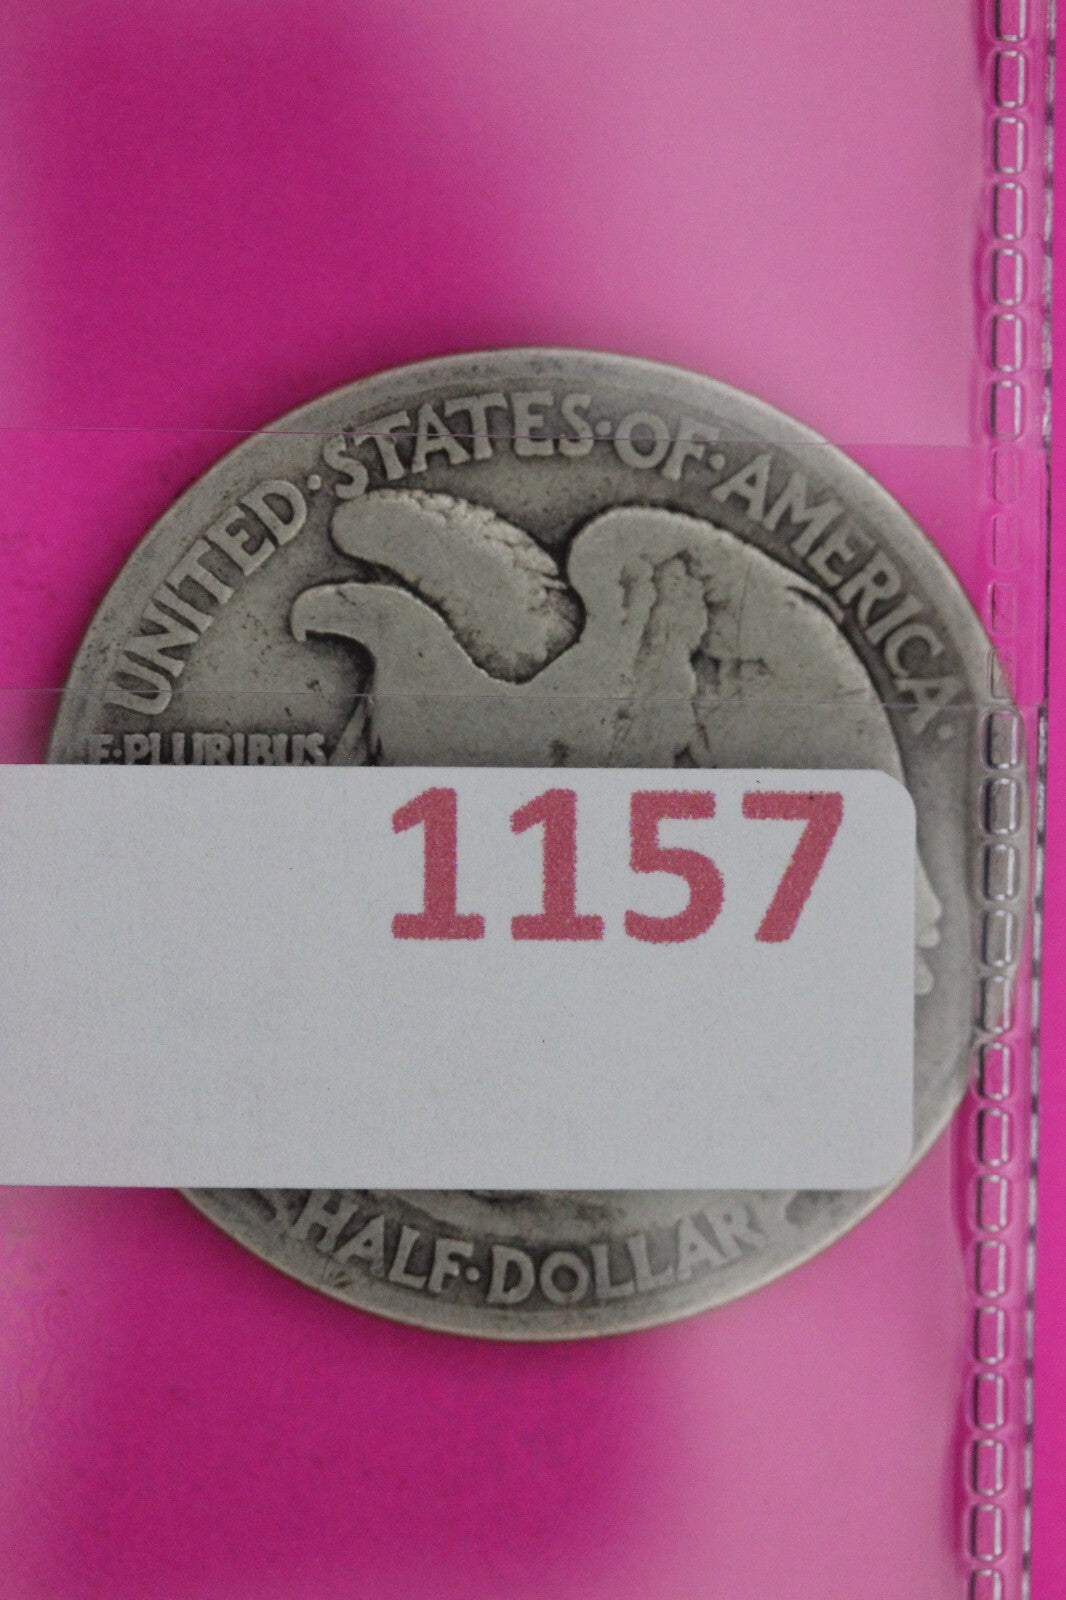 UNITED·STATES·OF·AMERICA·
E·PLURIBUS
1157
HALF·DOLLAR